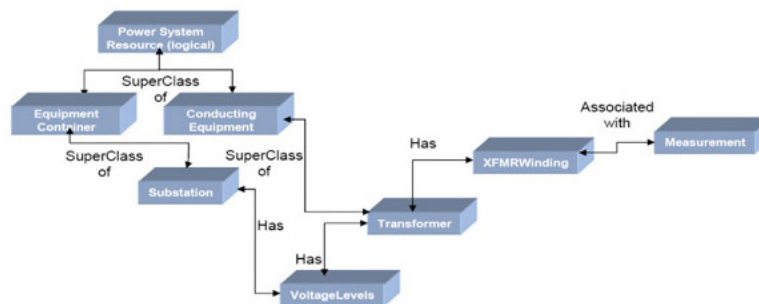 Power System
Resource (logical)
SuperClass
of
Equipment
Container
Conducting
Equipment
Associated
with
Has
XFMRWinding
Measurement
SuperClass
of
SuperClass
of
Substation
Has
Transformer
Has
VoltageLevels